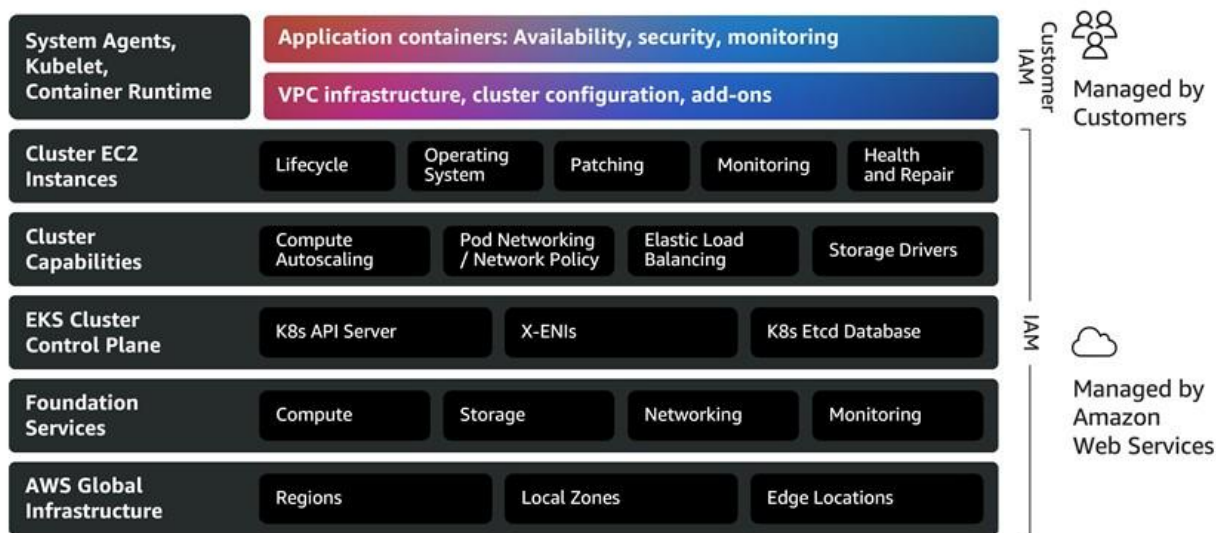 System Agents,
Kubelet,
Container Runtime
Application containers: Availability, security, monitoring
VPC infrastructure, cluster configuration, add-ons
Customer
IAM
Managed by
Customers
Cluster EC2
Instances
Lifecycle
Operating
System
Patching
Monitoring
Health
and Repair
Cluster
Capabilities
Compute
Autoscaling
Pod Networking
/ Network Policy
Elastic Load
Balancing
Storage Drivers
EKS Cluster
Control Plane
K8s API Server
X-ENIs
K8s Etcd Database
IAM
Managed by
Amazon
Web Services
Foundation
Services
Compute
Storage
Networking
Monitoring
AWS Global
Infrastructure
Regions
Local Zones
Edge Locations